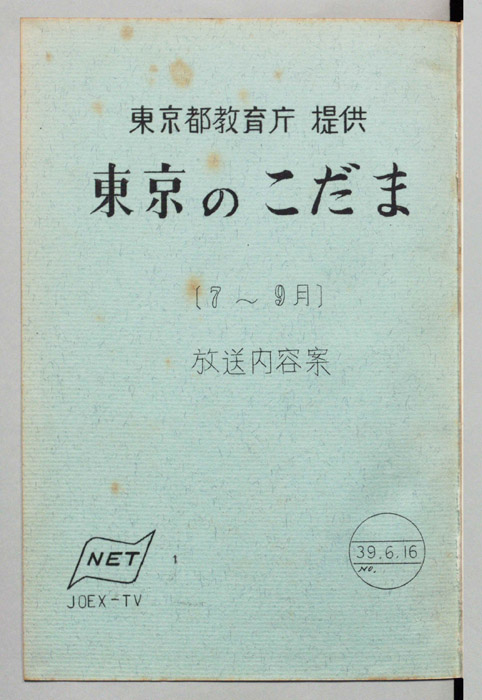 東京都教育庁 提供
東京のこだま
〔7～9月〕
放送内容案
NET
1
JOEX-TV
39.6.16
NO.